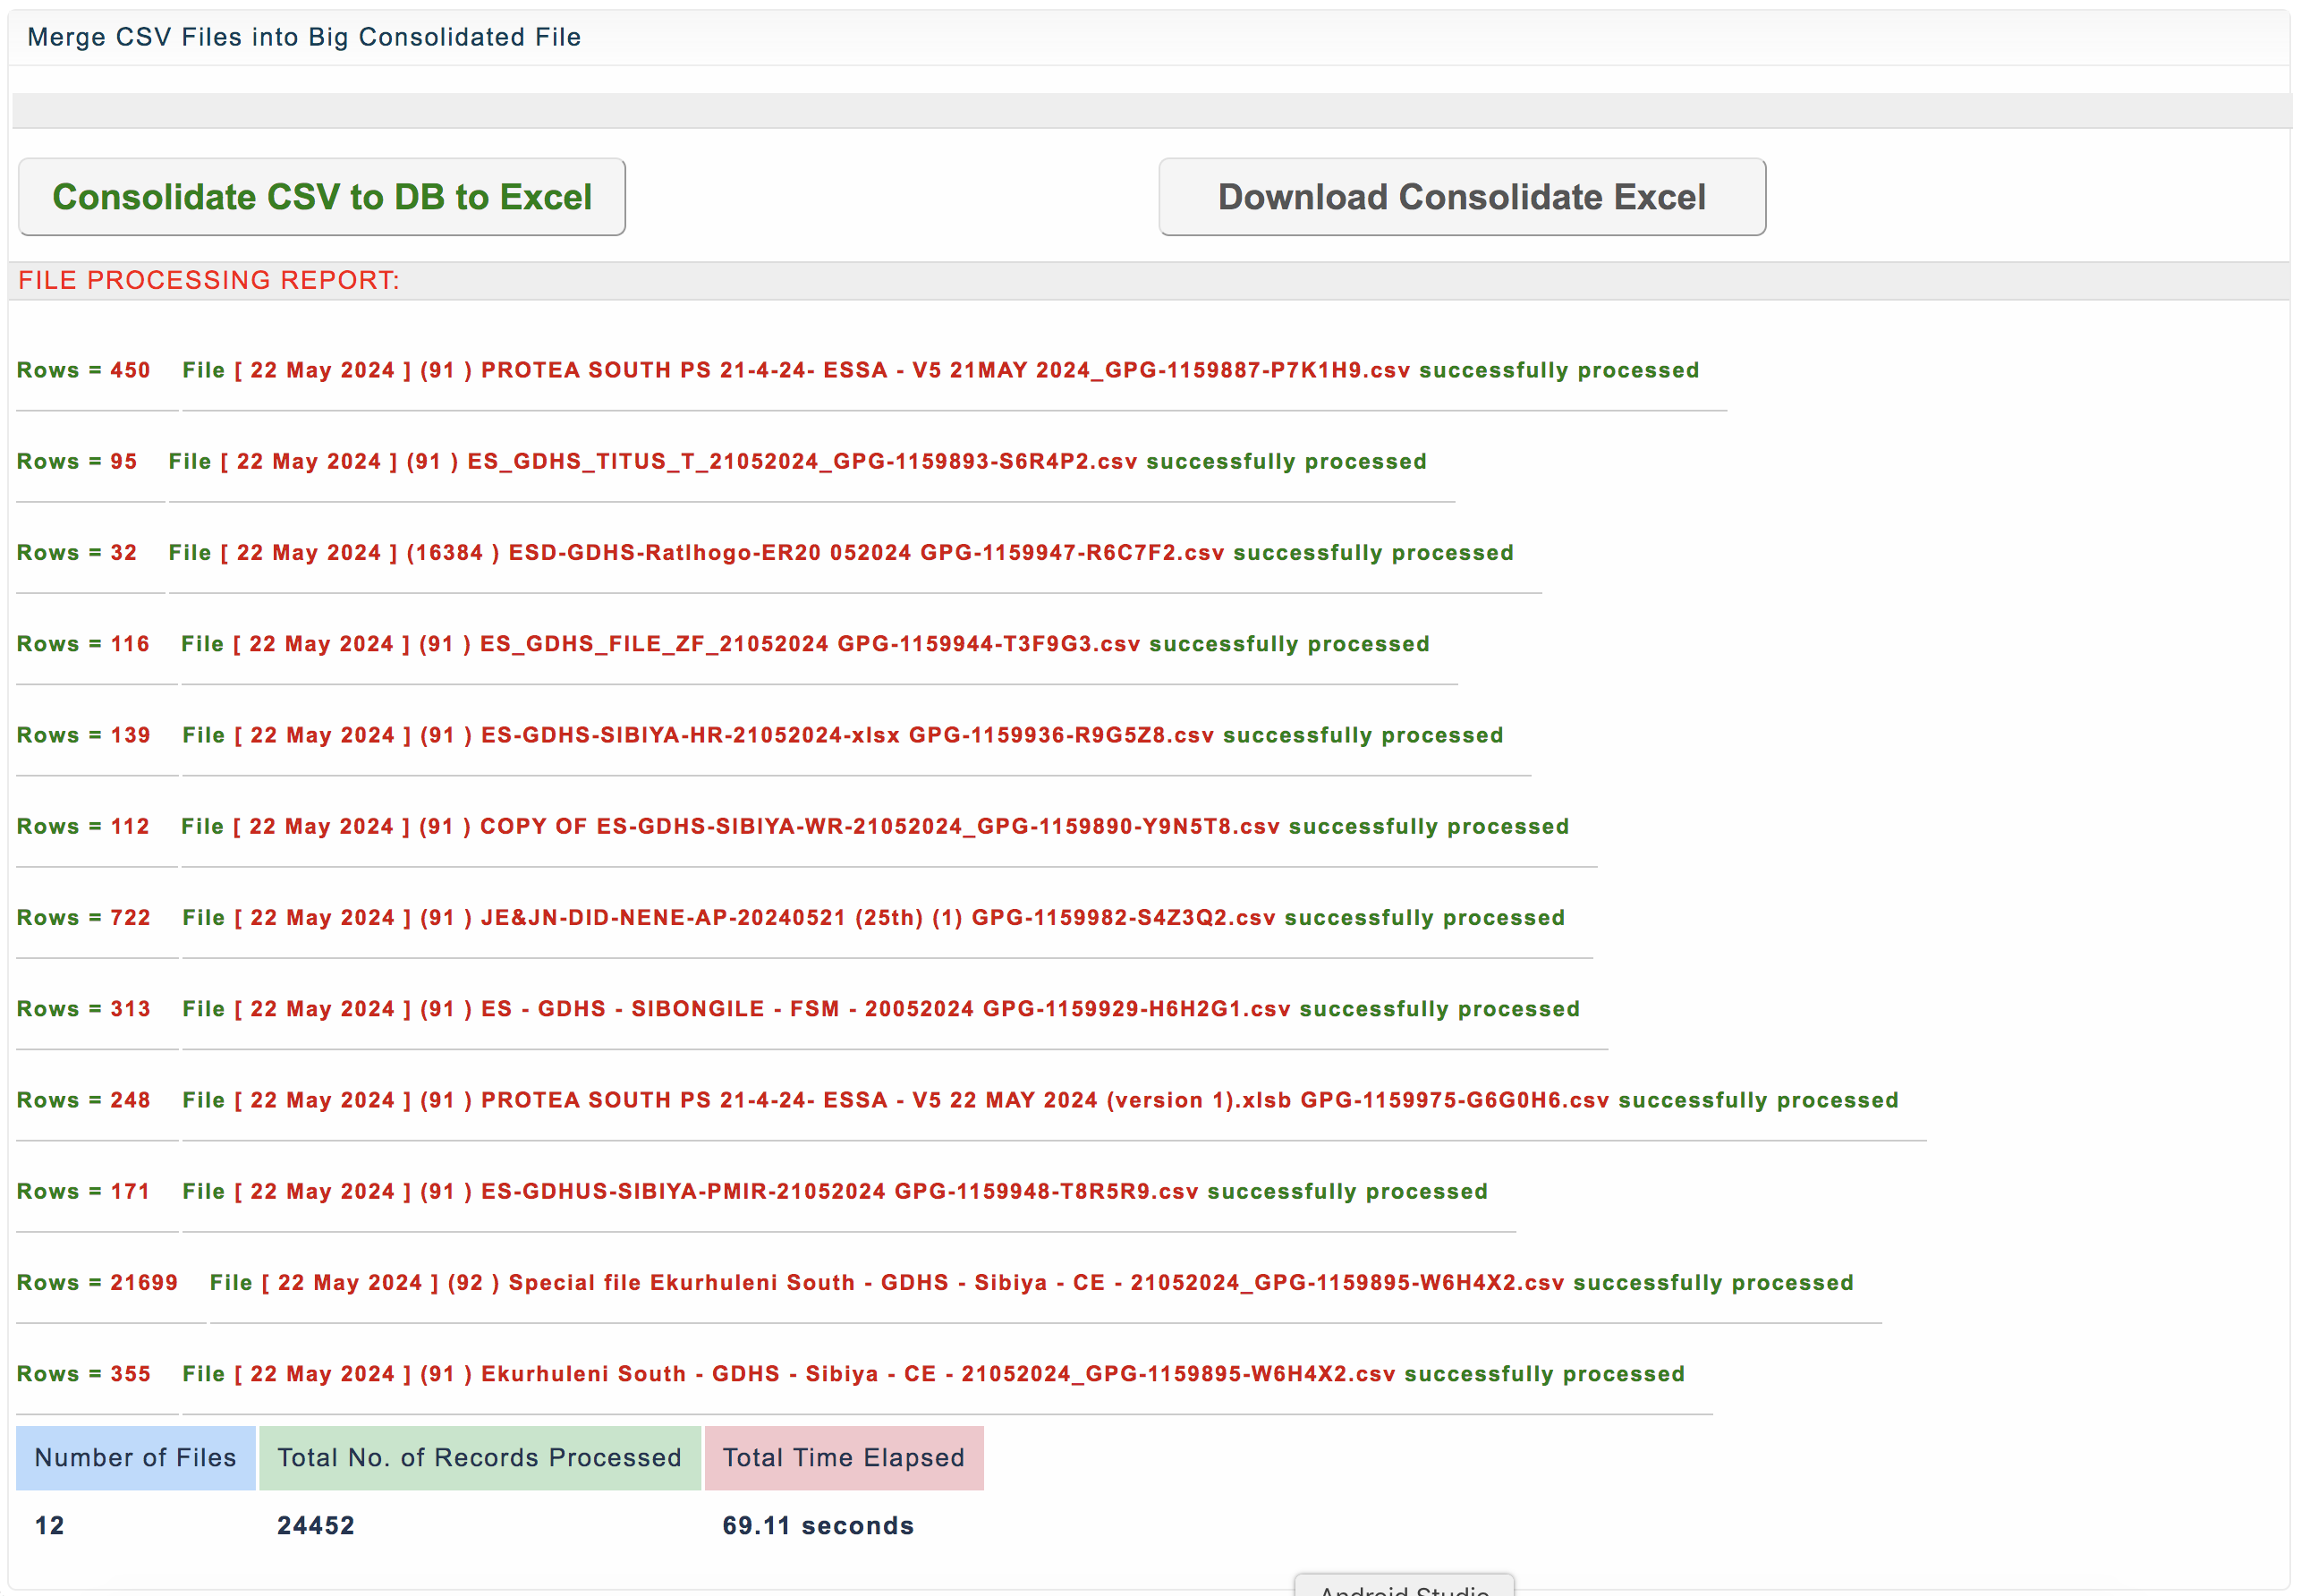 Merge CSV Files into Big Consolidated File
Consolidate CSV to DB to Excel
Download Consolidate Excel
FILE PROCESSING REPORT:
Rows = 450 File [ 22 May 2024 ] (91 ) PROTEA SOUTH PS 21-4-24- ESSA - V5 21MAY 2024_GPG-1159887-P7K1H9.csv successfully processed
Rows = 95 File [ 22 May 2024 ] (91 ) ES_GDHS_TITUS_T_21052024_GPG-1159893-S6R4P2.csv successfully processed
Rows = 32 File [ 22 May 2024 ] (16384 ) ESD-GDHS-Ratlhogo-ER20 052024 GPG-1159947-R6C7F2.csv successfully processed
Rows = 116 File [ 22 May 2024 ] (91 ) ES_GDHS_FILE_ZF_21052024 GPG-1159944-T3F9G3.csv successfully processed
Rows = 139 File [ 22 May 2024 ] (91 ) ES-GDHS-SIBIYA-HR-21052024-xlsx GPG-1159936-R9G5Z8.csv successfully processed
Rows = 112 File [ 22 May 2024 ] (91 ) COPY OF ES-GDHS-SIBIYA-WR-21052024_GPG-1159890-Y9N5T8.csv successfully processed
Rows = 722 File [ 22 May 2024 ] (91 ) JE&JN-DID-NENE-AP-20240521 (25th) (1) GPG-1159982-S4Z3Q2.csv successfully processed
Rows = 313 File [ 22 May 2024 ] (91 ) ES - GDHS - SIBONGILE - FSM - 20052024 GPG-1159929-H6H2G1.csv successfully processed
Rows = 248 File [ 22 May 2024 ] (91 ) PROTEA SOUTH PS 21-4-24- ESSA - V5 22 MAY 2024 (version 1).xlsb GPG-1159975-G6G0H6.csv successfully processed
Rows = 171 File [ 22 May 2024 ] (91 ) ES-GDHUS-SIBIYA-PMIR-21052024 GPG-1159948-T8R5R9.csv successfully processed
Rows = 21699 File [ 22 May 2024 ] (92 ) Special file Ekurhuleni South - GDHS - Sibiya - CE - 21052024_GPG-1159895-W6H4X2.csv successfully processed
Rows = 355 File [ 22 May 2024 ] (91 ) Ekurhuleni South - GDHS - Sibiya - CE - 21052024_GPG-1159895-W6H4X2.csv successfully processed
Number of Files Total No. of Records Processed Total Time Elapsed
12 24452 69.11 seconds
Android Studio